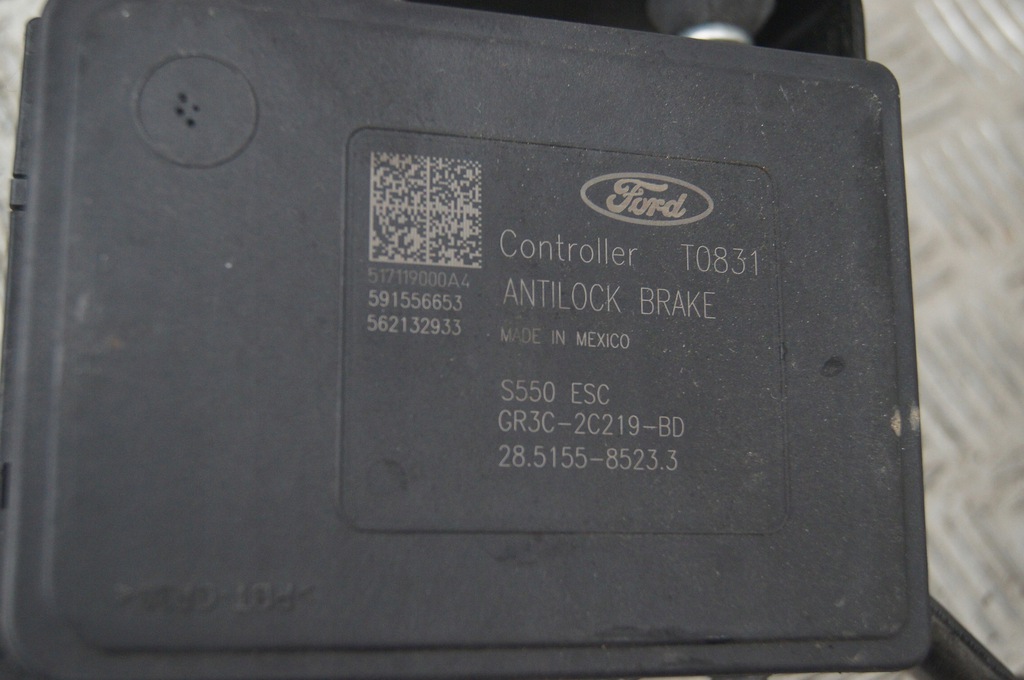 Ford
Controller T0831
ANTILOCK BRAKE
MADE IN MEXICO
517119000A4
591556653
562132933
S550 ESC
GR3C-2C219-BD
28.5155-8523.3